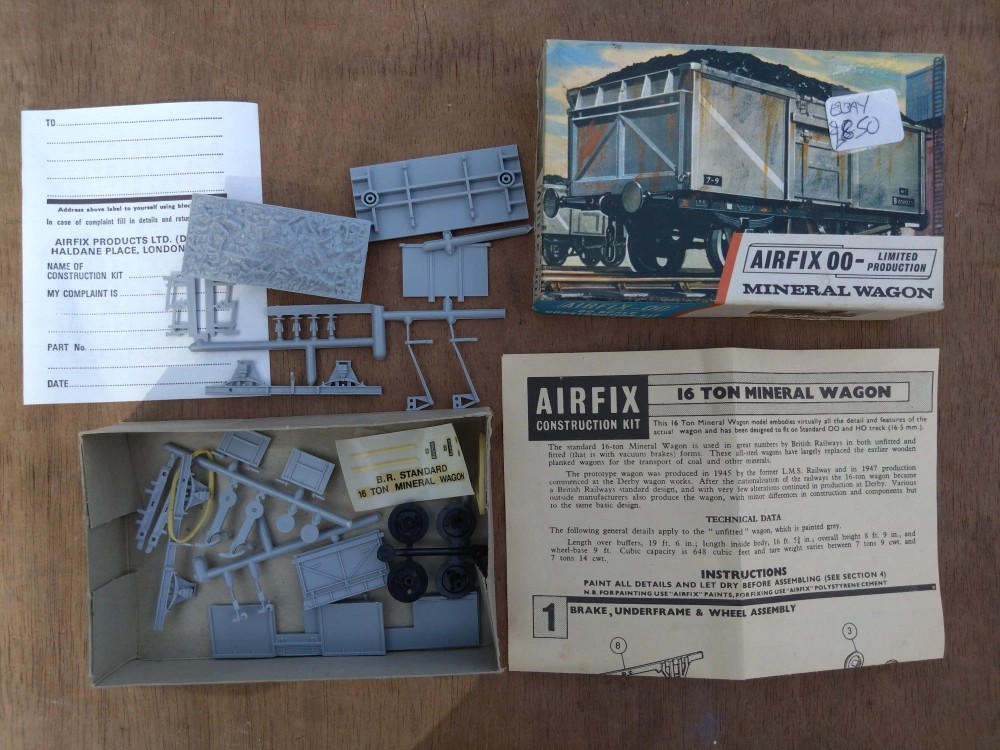 TO
Address above label to yourself using bloc
In case of complaint fill in details and retur
AIRFIX PRODUCTS LTD. (D
HALDANE PLACE, LONDON
NAME OF
CONSTRUCTION KIT
MY COMPLAINT IS
PART No.
DATE
EBAY
850
7-9
AIRFIX 00-
LIMITED
PRODUCTION
MINERAL WAGON
B.R. STANDARD
16 TON MINERAL WAGON
AIRFIX
CONSTRUCTION KIT
16 TON MINERAL WAGON
This 16 Ton Mineral Wagon model embodies virtually all the detail and features of the
actual wagon and has been designed to fit on Standard OO and HO track (16·5 mm.)
The standard 16-ton Mineral Wagon is used in great numbers by British Railways in both unfitted and
fitted (that is with vacuum brakes) forms. These all-steel wagons have largely replaced the earlier wooden
planked wagons for the transport of coal and other minerals.
The prototype wagon was produced in 1945 by the former L.M.S. Railway and in 1947 production
commenced at the Derby wagon works. After the nationalisation of the railways the 16-ton wagon became
a British Railways standard design, and with very few alterations continued in production at Derby. Various
outside manufacturers also produce the wagon, with minor differences in construction and components but
to the same basic design.
TECHNICAL DATA
The following general details apply to the "unfitted" wagon, which is painted grey.
Length over buffers, 19 ft. 6 in.; length inside body, 16 ft. 5¾ in.; overall height 8 ft. 9 in., and
wheel-base 9 ft. Cubic capacity is 648 cubic feet and tare weight varies between 7 tons 9 cwt. and
7 tons 14 cwt.
INSTRUCTIONS
PAINT ALL DETAILS AND LET DRY BEFORE ASSEMBLING (SEE SECTION 4)
N.B. FOR PAINTING USE "AIRFIX" PAINTS, FOR FIXING USE "AIRFIX" POLYSTYRENE CEMENT
1
BRAKE, UNDERFRAME & WHEEL ASSEMBLY
8
3